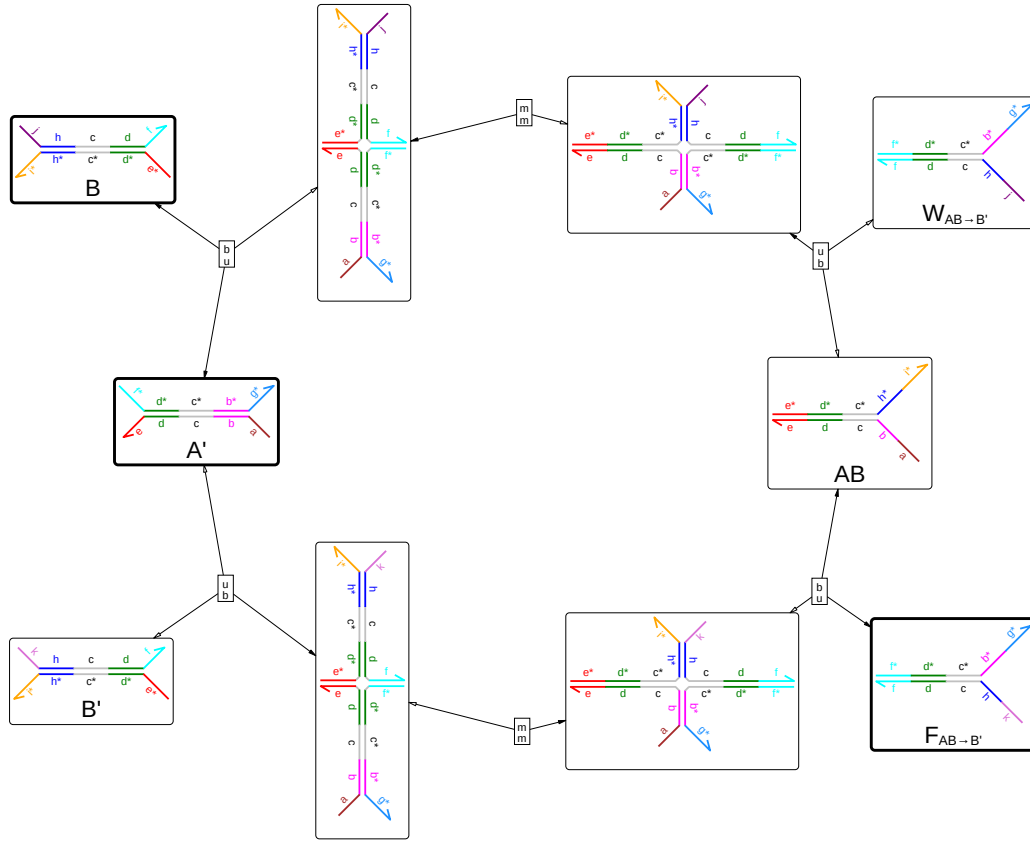 i* j
h* h
c* c
d* d
e* f
e f*
d d*
c c*
b b*
a g*
m
m
i* j
h* h
e* d* c* c d f
e d c c* d* f*
b b*
a g*
g*
b*
f* d* c*
f d c
h
j
W AB→B'
j h c d f
i* h* c* d* e*
B
b
u
u
b
f* d* c* b* g*
e d c b a
A'
i*
h*
e* d* c*
e d c
b
a
AB
u
b
b
u
k h c d f
i* h* c* d* e*
B'
i* k
h* h
c* c
d* d
e* f
e f*
d d*
c c*
b b*
a g*
m
m
i* k
h* h
e* d* c* c d f
e d c c* d* f*
b b*
a g*
g*
b*
f* d* c*
f d c
h
k
F AB→B'